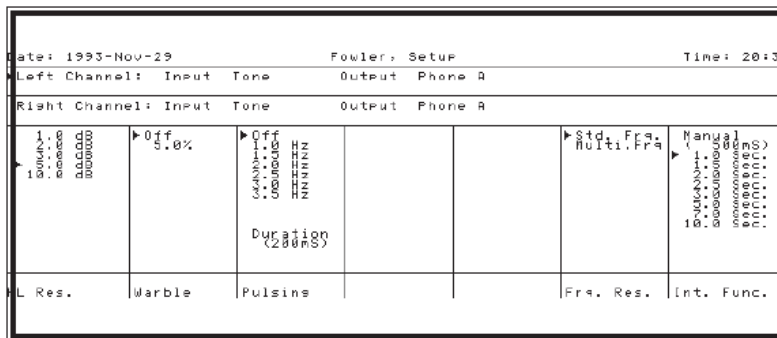 ate: 1993-Nov-29 Fowler, Setup Time: 20:3
Left Channel: Input Tone Output Phone A
Right Channel: Input Tone Output Phone A
1.0 dB
2.0 dB
3.0 dB
5.0 dB
10.0 dB
Off
5.0%
Off
1.0 Hz
1.5 Hz
2.0 Hz
2.5 Hz
3.0 Hz
3.5 Hz
Duration
(200mS)
Std. Frq.
Multi.Frq
Manual
( 500mS)
1.0 Sec.
1.5 Sec.
2.0 Sec.
2.5 Sec.
3.0 Sec.
5.0 Sec.
7.0 Sec.
10.0 Sec.
HL Res. Warble Pulsing Frq. Res. Int. Func.